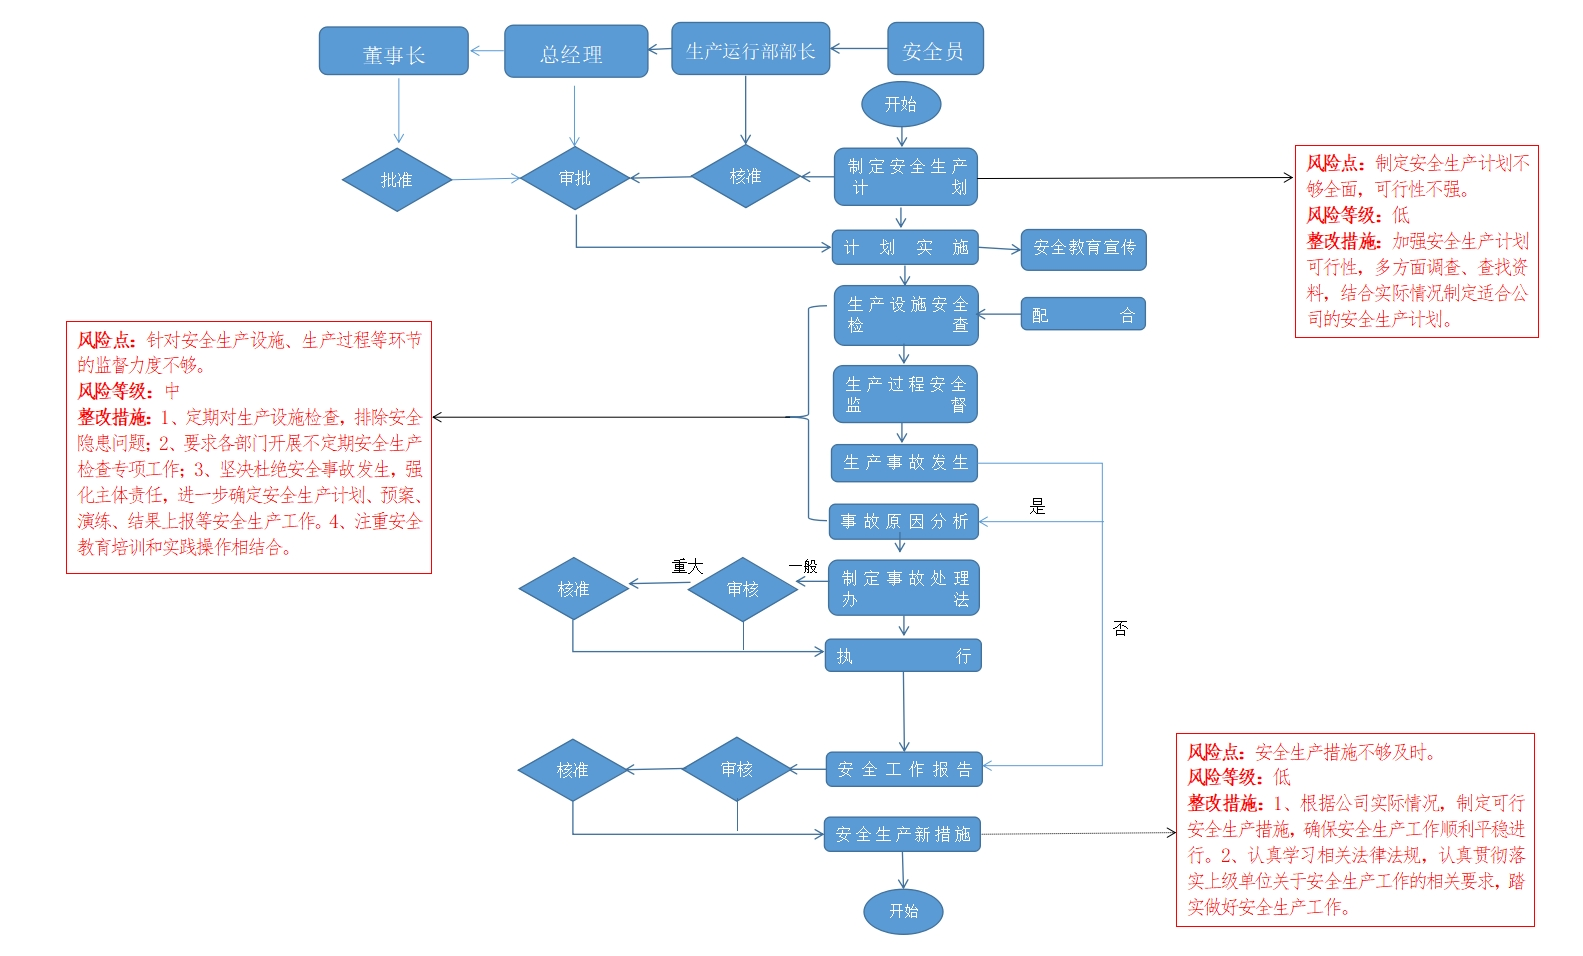 董事长
总经理
生产运行部部长
安全员
开始
批准
审批
核准
制定安全生产
计 划
风险点：制定安全生产计划不
够全面，可行性不强。
风险等级：低
整改措施：加强安全生产计划
可行性，多方面调查、查找资
料，结合实际情况制定适合公
司的安全生产计划。
计 划 实 施
安全教育宣传
生产设施安全
检 查
配 合
风险点：针对安全生产设施、生产过程等环节
的监督力度不够。
风险等级：中
整改措施：1、定期对生产设施检查，排除安全
隐患问题；2、要求各部门开展不定期安全生产
检查专项工作；3、坚决杜绝安全事故发生，强
化主体责任，进一步确定安全生产计划、预案、
演练、结果上报等安全生产工作。4、注重安全
教育培训和实践操作相结合。
生产过程安全
监 督
生产事故发生
是
事故原因分析
重大
一般
核准
审核
制定事故处理
办 法
否
执 行
核准
审核
安全工作报告
安全生产新措施
风险点：安全生产措施不够及时。
风险等级：低
整改措施：1、根据公司实际情况，制定可行
安全生产措施，确保安全生产工作顺利平稳进
行。2、认真学习相关法律法规，认真贯彻落
实上级单位关于安全生产工作的相关要求，踏
实做好安全生产工作。
开始